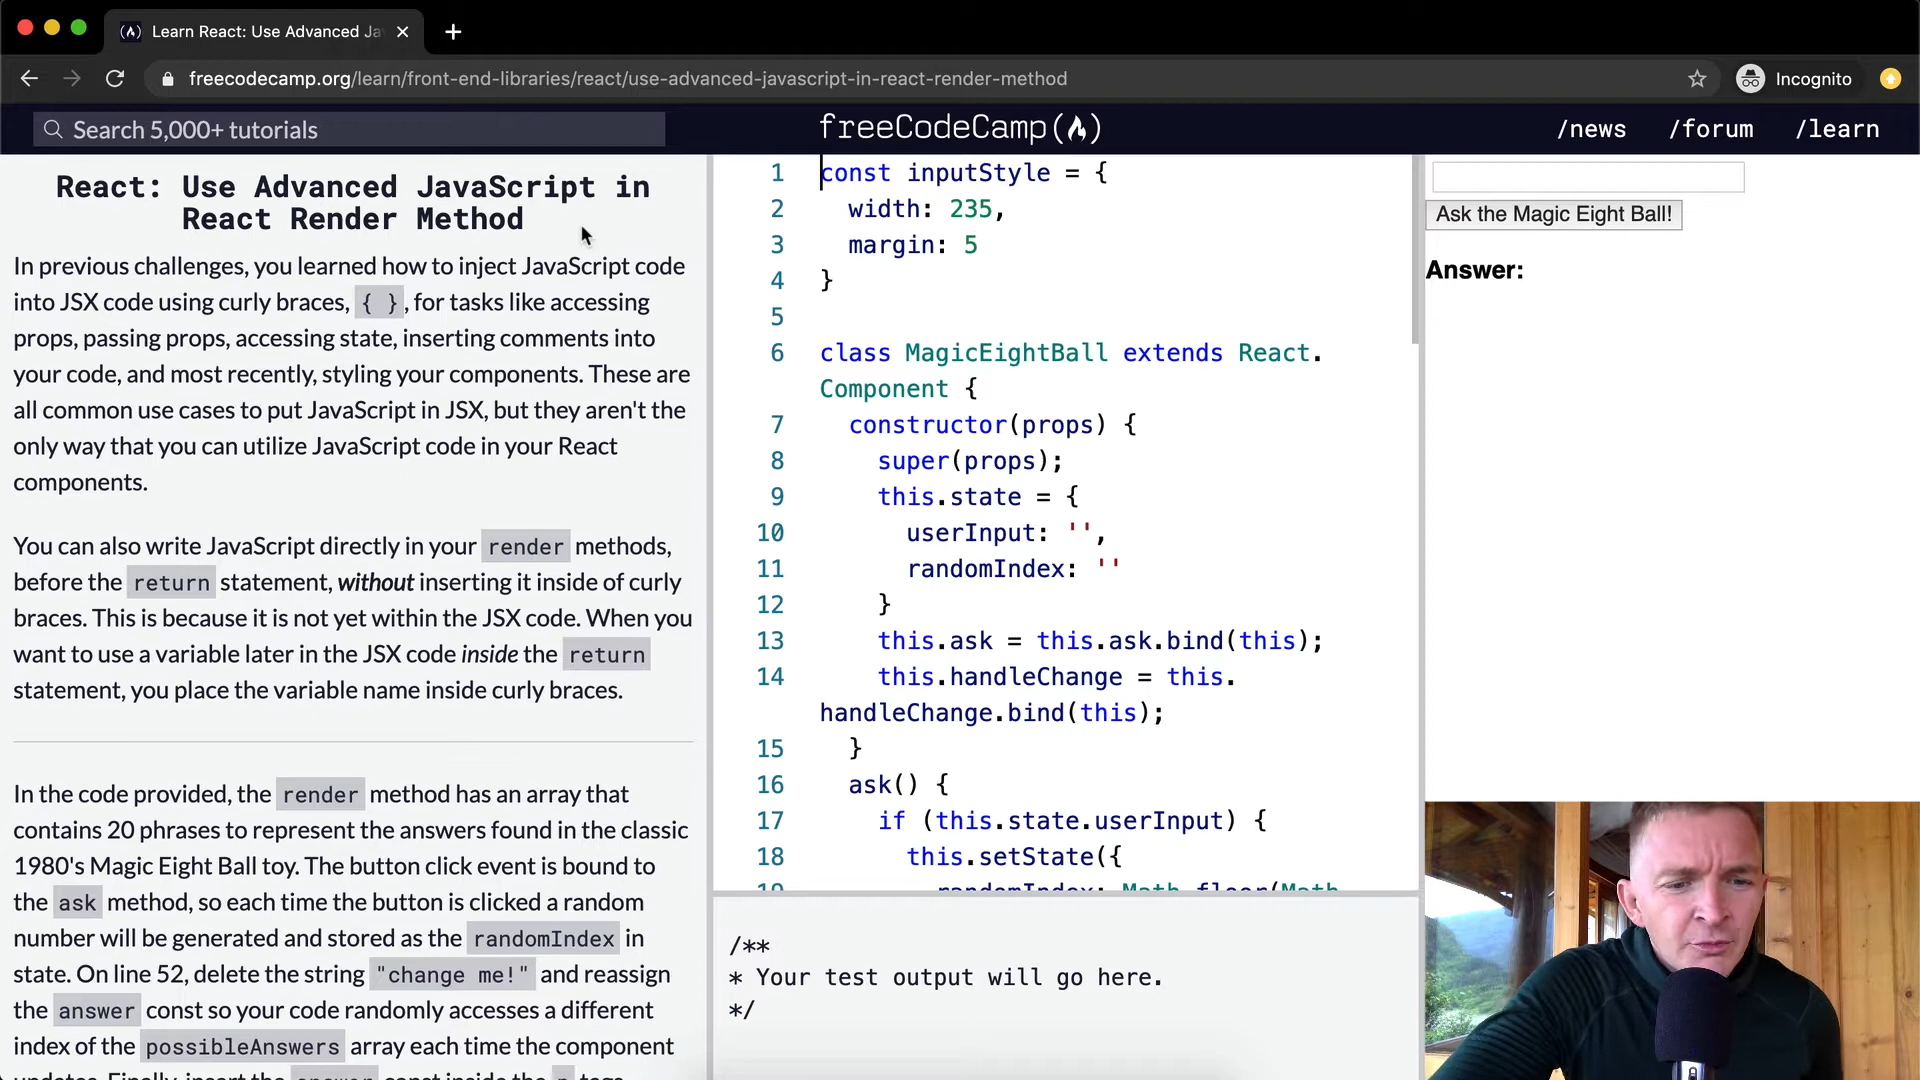 Learn React: Use Advanced Ja
freecodecamp.org/learn/front-end-libraries/react/use-advanced-javascript-in-react-render-method
Incognito
Search 5,000+ tutorials
freeCodeCamp
/news /forum /learn
React: Use Advanced JavaScript in
React Render Method
In previous challenges, you learned how to inject JavaScript code
into JSX code using curly braces, { }, for tasks like accessing
props, passing props, accessing state, inserting comments into
your code, and most recently, styling your components. These are
all common use cases to put JavaScript in JSX, but they aren't the
only way that you can utilize JavaScript code in your React
components.
You can also write JavaScript directly in your render methods,
before the return statement, without inserting it inside of curly
braces. This is because it is not yet within the JSX code. When you
want to use a variable later in the JSX code inside the return
statement, you place the variable name inside curly braces.
In the code provided, the render method has an array that
contains 20 phrases to represent the answers found in the classic
1980's Magic Eight Ball toy. The button click event is bound to
the ask method, so each time the button is clicked a random
number will be generated and stored as the randomIndex in
state. On line 52, delete the string "change me!" and reassign
the answer const so your code randomly accesses a different
index of the possibleAnswers array each time the component
updates. Finally, insert the answer const inside the p tags
1 const inputStyle = {
2 width: 235,
3 margin: 5
4 }
5
6 class MagicEightBall extends React.
Component {
7 constructor(props) {
8 super(props);
9 this.state = {
10 userInput: '',
11 randomIndex: ''
12 }
13 this.ask = this.ask.bind(this);
14 this.handleChange = this.
handleChange.bind(this);
15 }
16 ask() {
17 if (this.state.userInput) {
18 this.setState({
19 randomIndex: Math.floor(Math
/**
* Your test output will go here.
*/
Ask the Magic Eight Ball!
Answer: